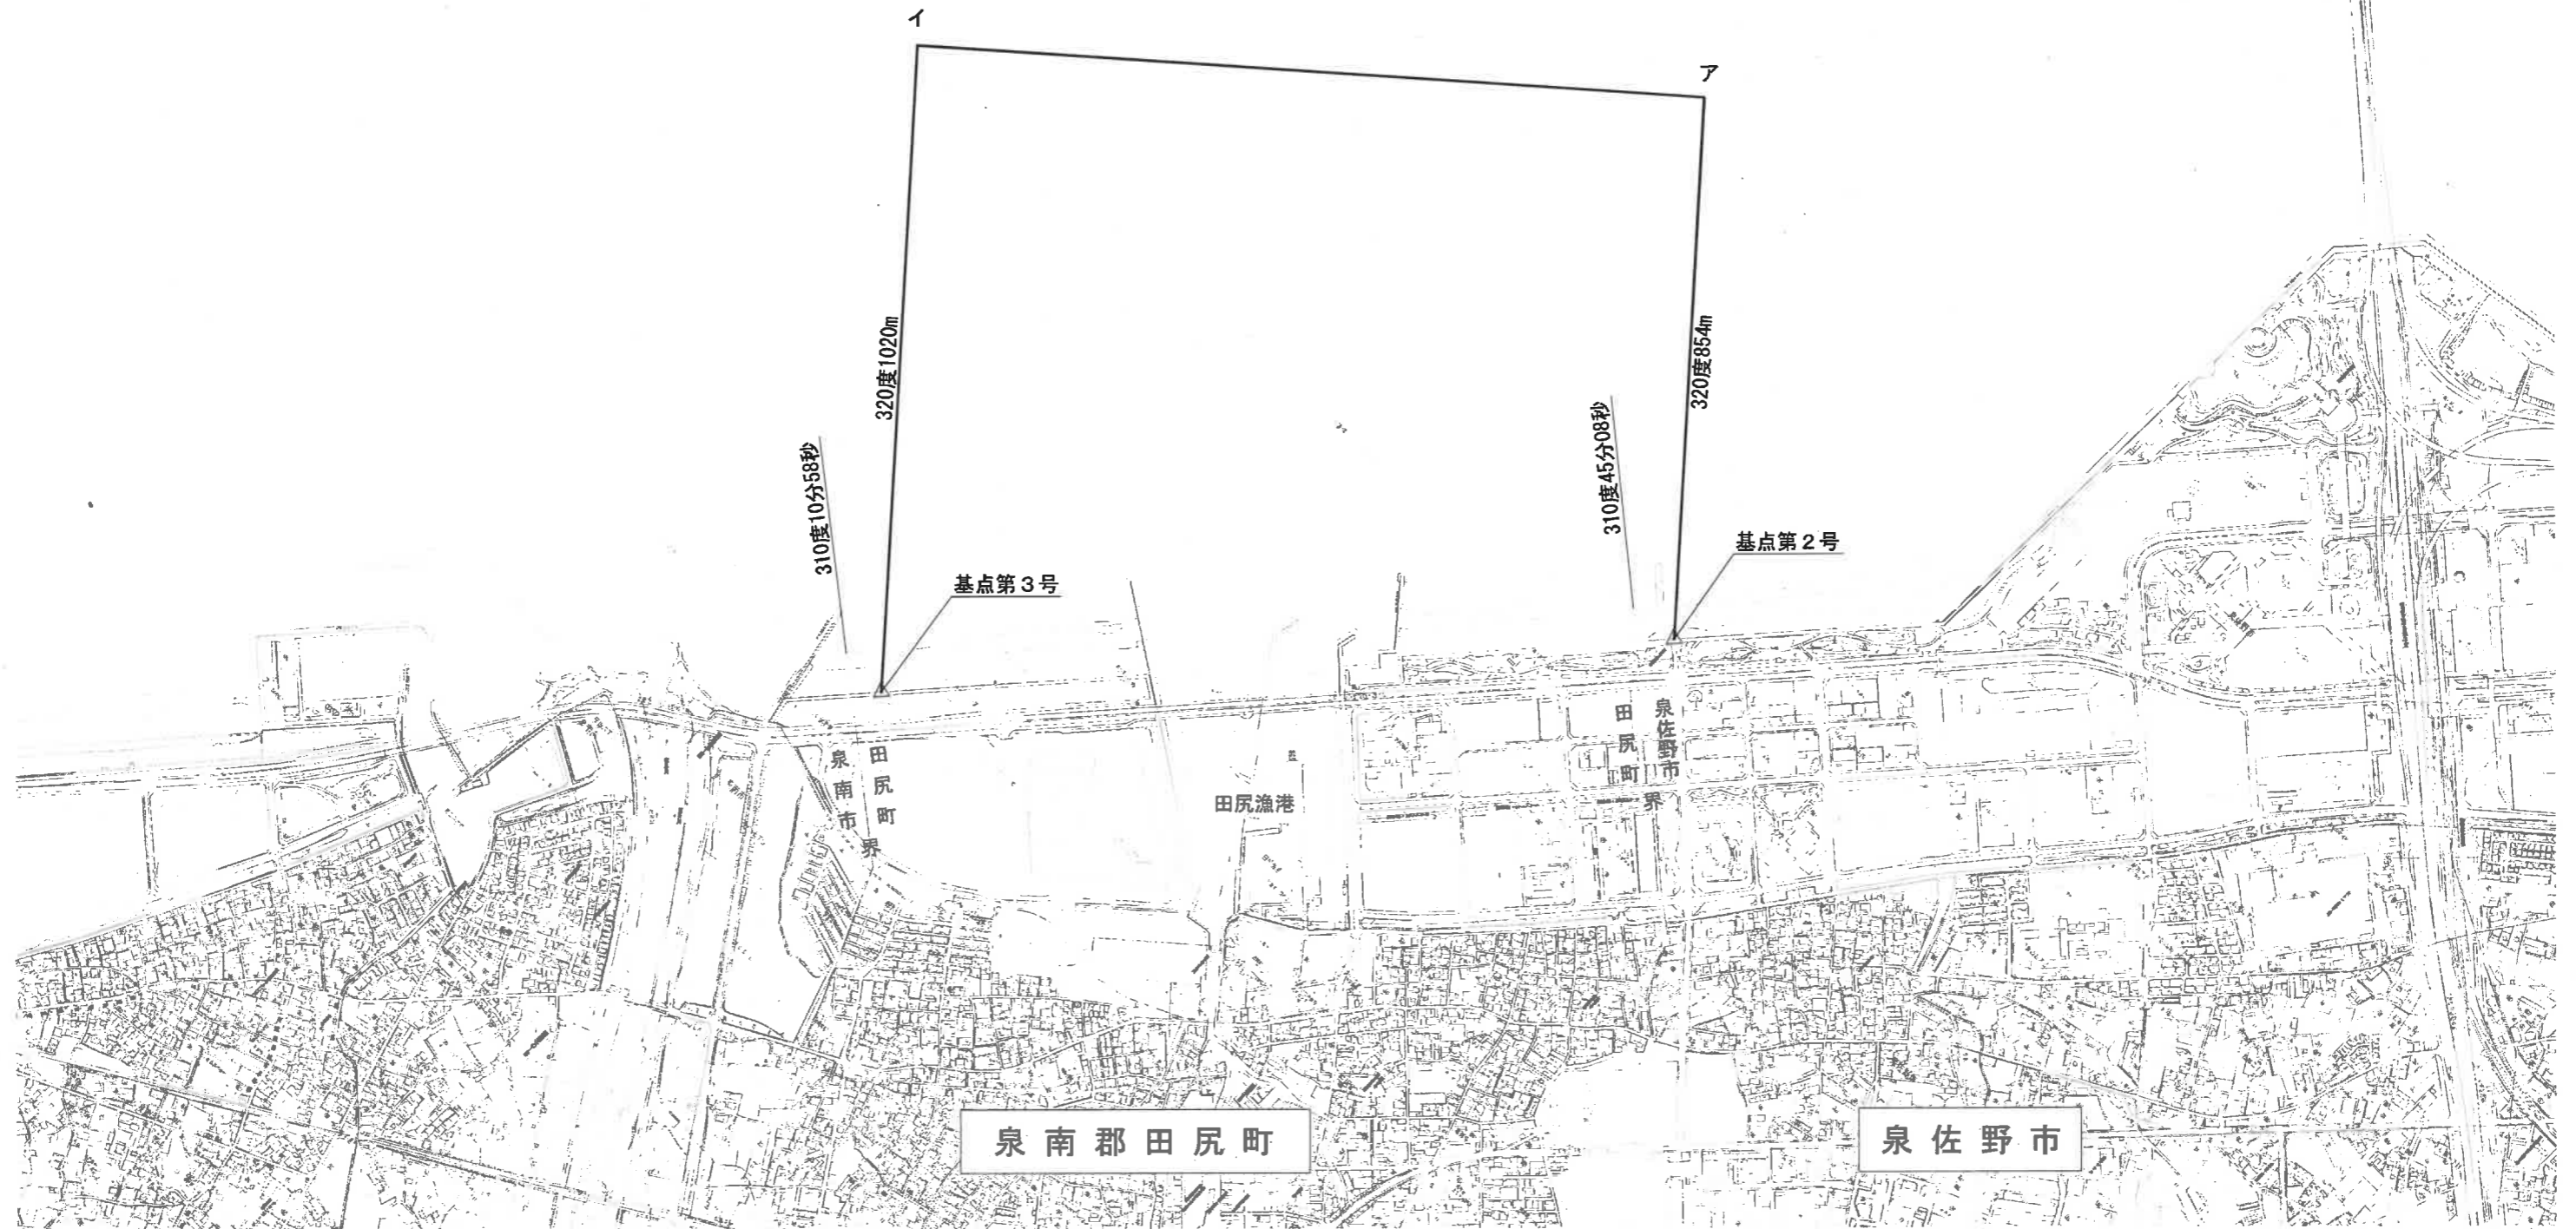 イ
ア
320度1020m
320度854m
310度10分58秒
310度45分08秒
基点第2号
基点第3号
泉南市
田尻町
界
田尻町
泉佐野市
界
田尻漁港
泉南郡田尻町
泉佐野市